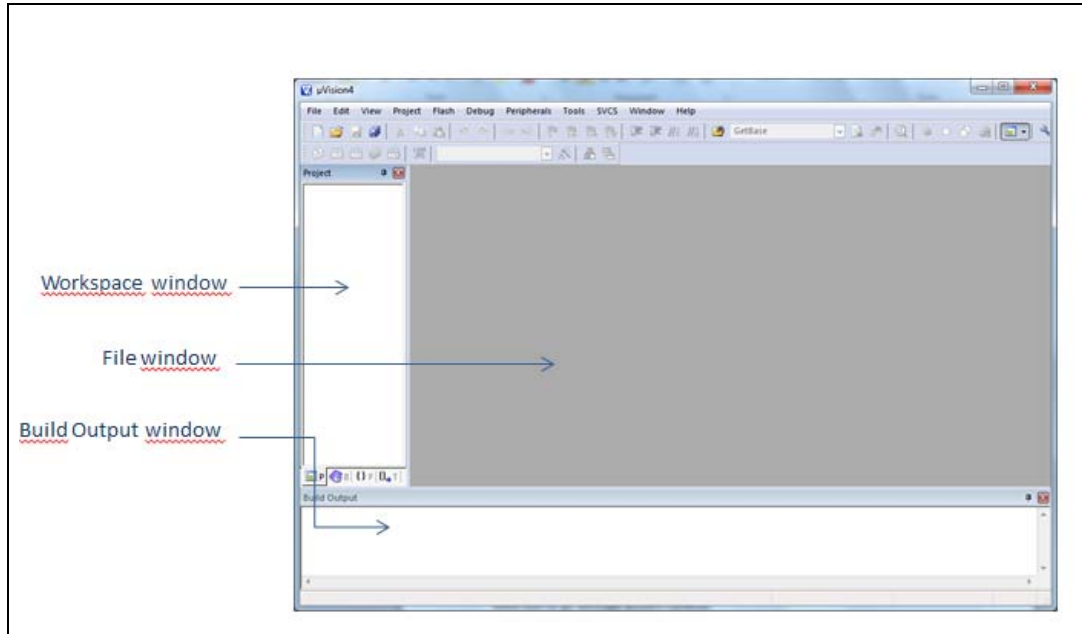 µVision4
File Edit View Project Flash Debug Peripherals Tools SVCS Window Help
GetBase
Project
Workspace window
File window
Build Output window
Build Output